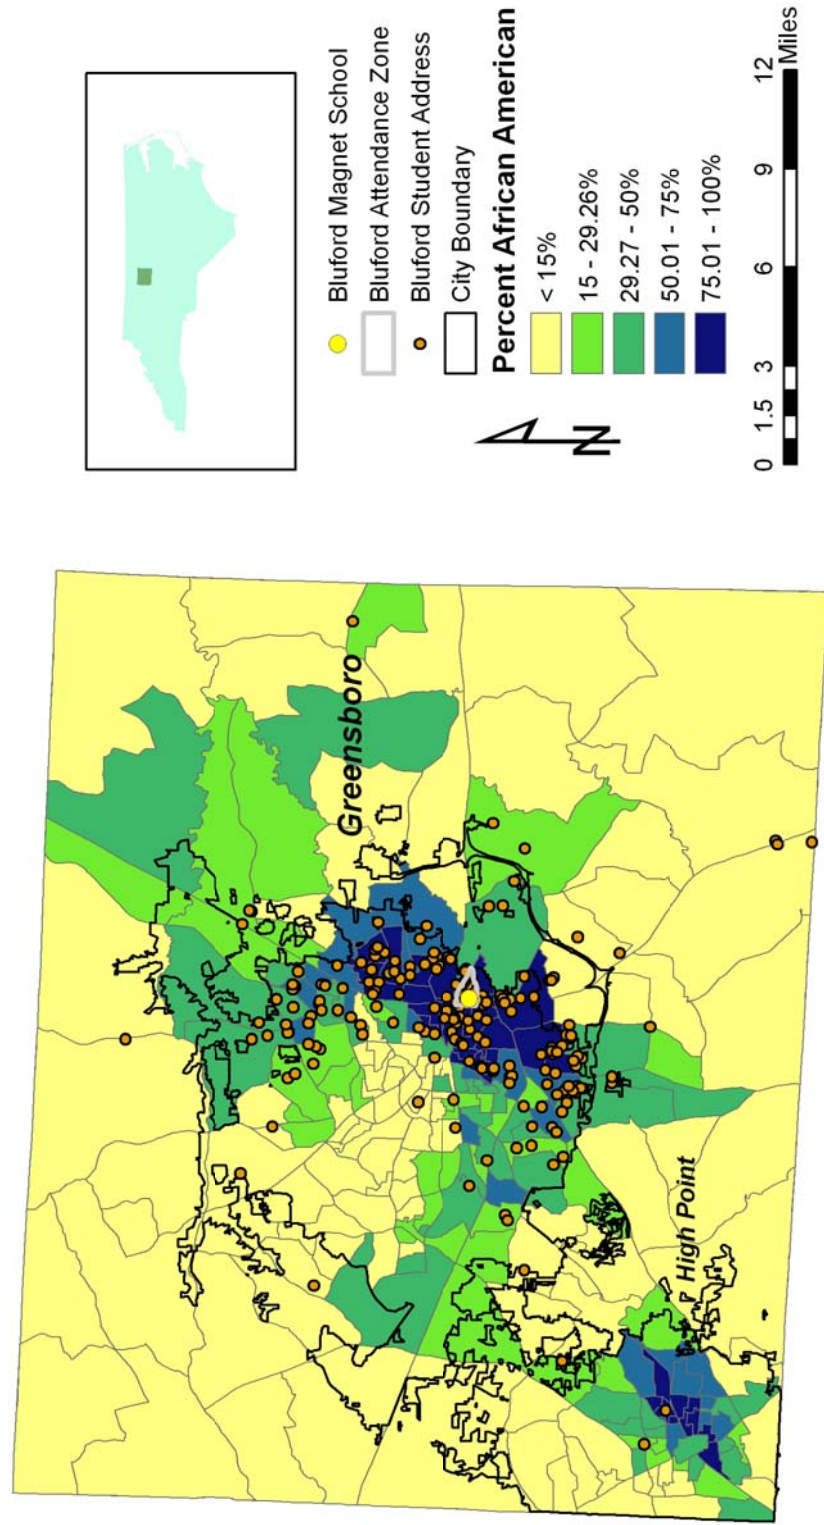 Greensboro
High Point
Bluford Magnet School
Bluford Attendance Zone
Bluford Student Address
City Boundary
Percent African American
< 15%
15 - 29.26%
29.27 - 50%
50.01 - 75%
75.01 - 100%
N
0 1.5 3 6 9 12
Miles